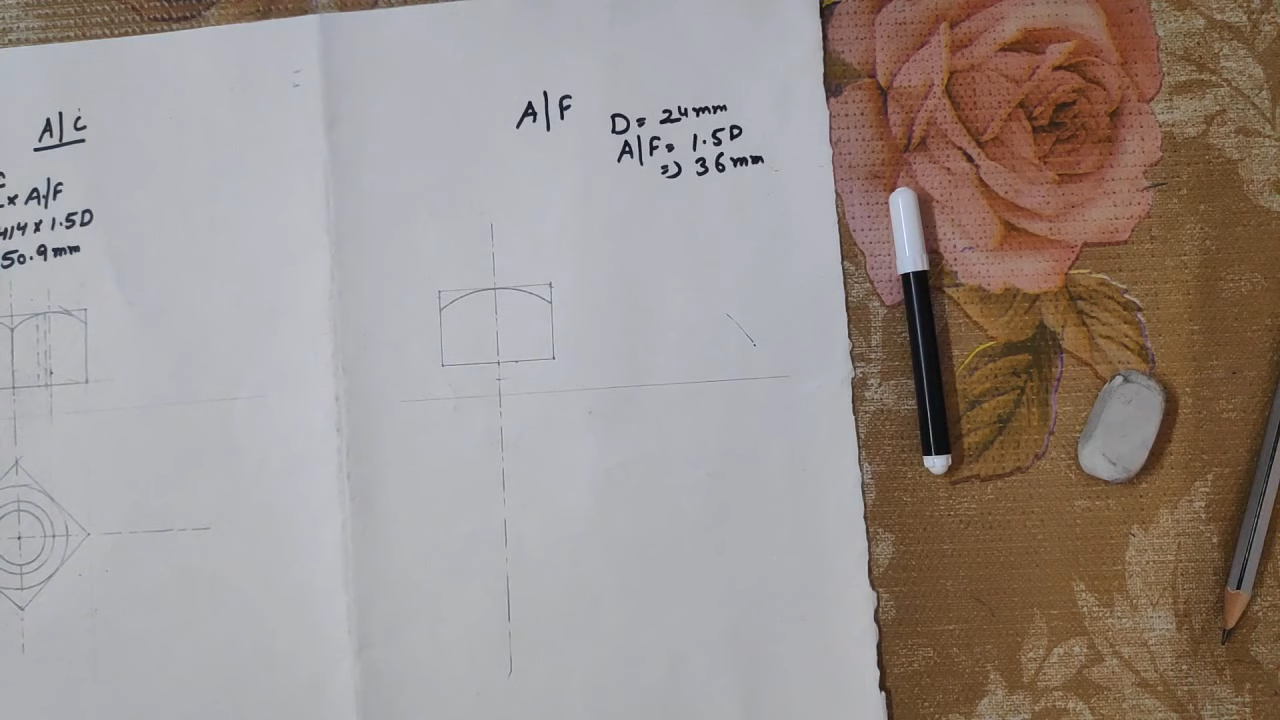 A|C
x A/F
414 x 1.5D
50.9mm
A|F
D = 24mm
A|F = 1.5D
=> 36mm